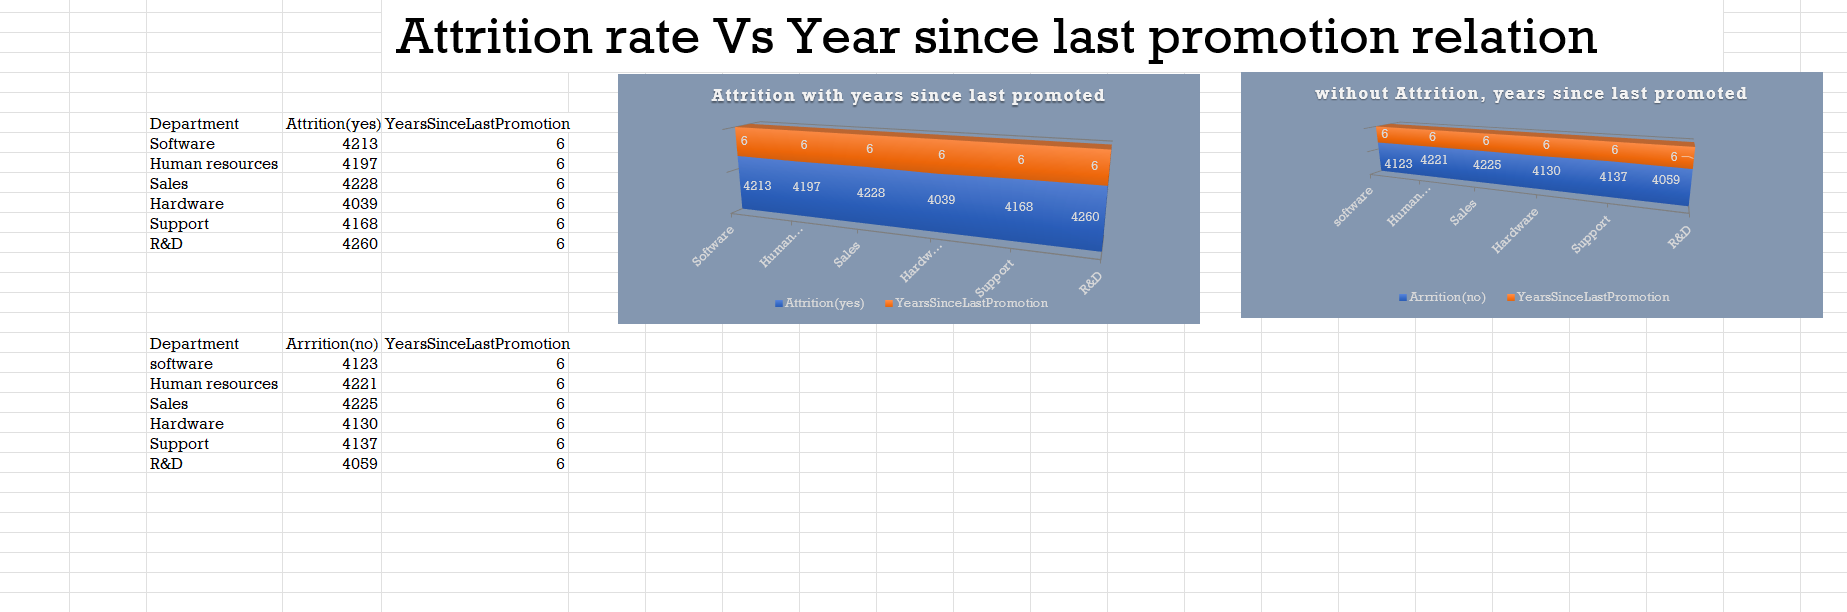 Attrition rate Vs Year since last promotion relation
Department Attrition(yes) YearsSinceLastPromotion
Software 4213 6
Human resources 4197 6
Sales 4228 6
Hardware 4039 6
Support 4168 6
R&D 4260 6
Department Arrrition(no) YearsSinceLastPromotion
software 4123 6
Human resources 4221 6
Sales 4225 6
Hardware 4130 6
Support 4137 6
R&D 4059 6
Attrition with years since last promoted
6 6 6 6 6 6
4213 4197 4228 4039 4168 4260
Software Human... Sales Hardw... Support R&D
Attrition(yes) YearsSinceLastPromotion
without Attrition, years since last promoted
6 6 6 6 6 6
4123 4221 4225 4130 4137 4059
software Human... Sales Hardware Support R&D
Arrrition(no) YearsSinceLastPromotion